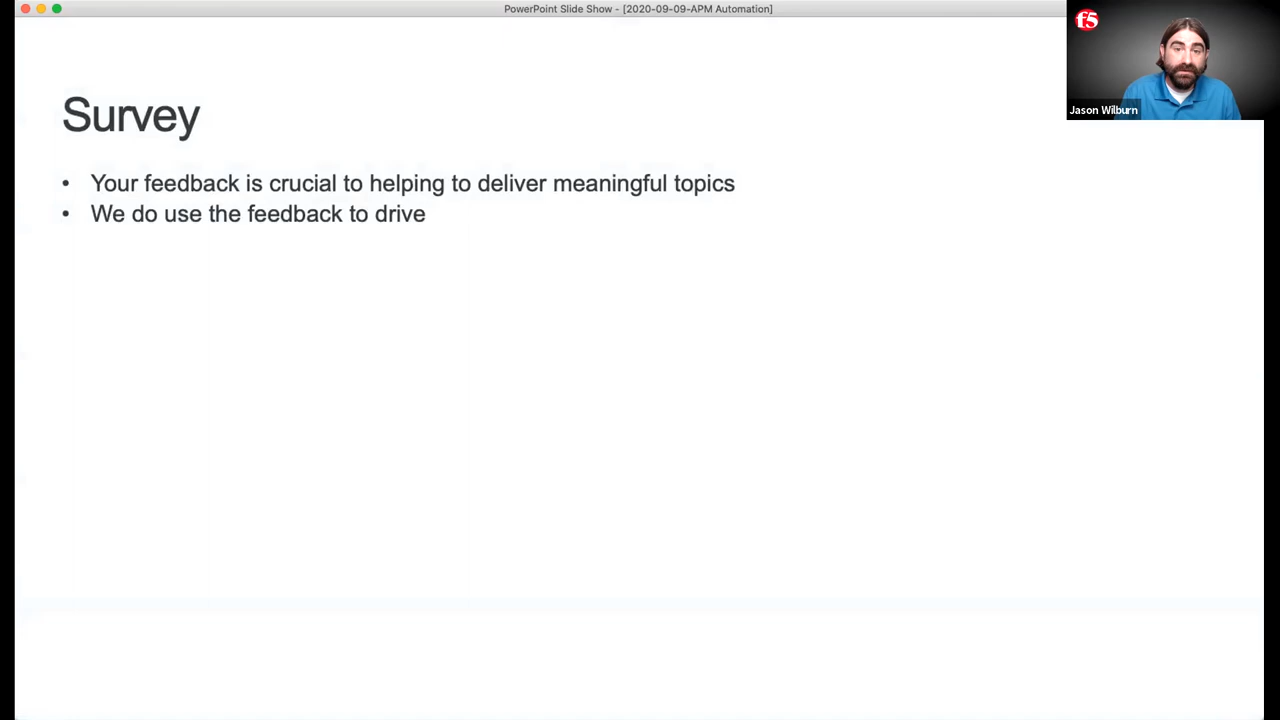 PowerPoint Slide Show - [2020-09-09-APM Automation]
f5
Jason Wilburn
Survey
• Your feedback is crucial to helping to deliver meaningful topics
• We do use the feedback to drive